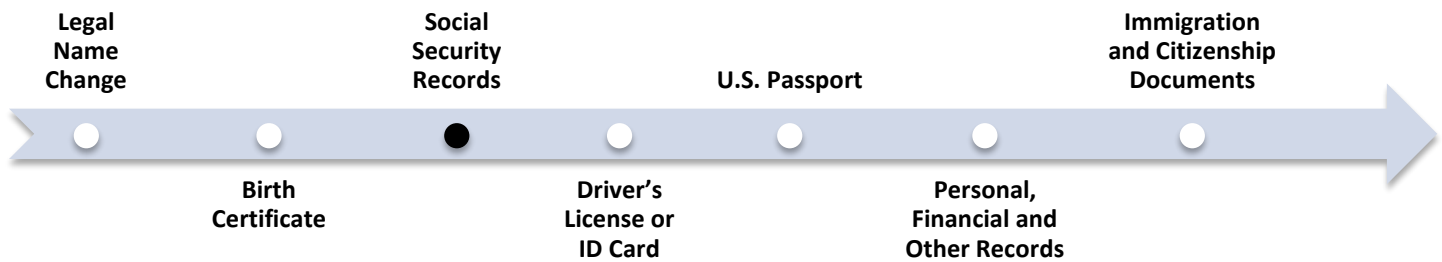 Legal
Name
Change
Birth
Certificate
Social
Security
Records
Driver’s
License or
ID Card
U.S. Passport
Personal,
Financial and
Other Records
Immigration
and Citizenship
Documents